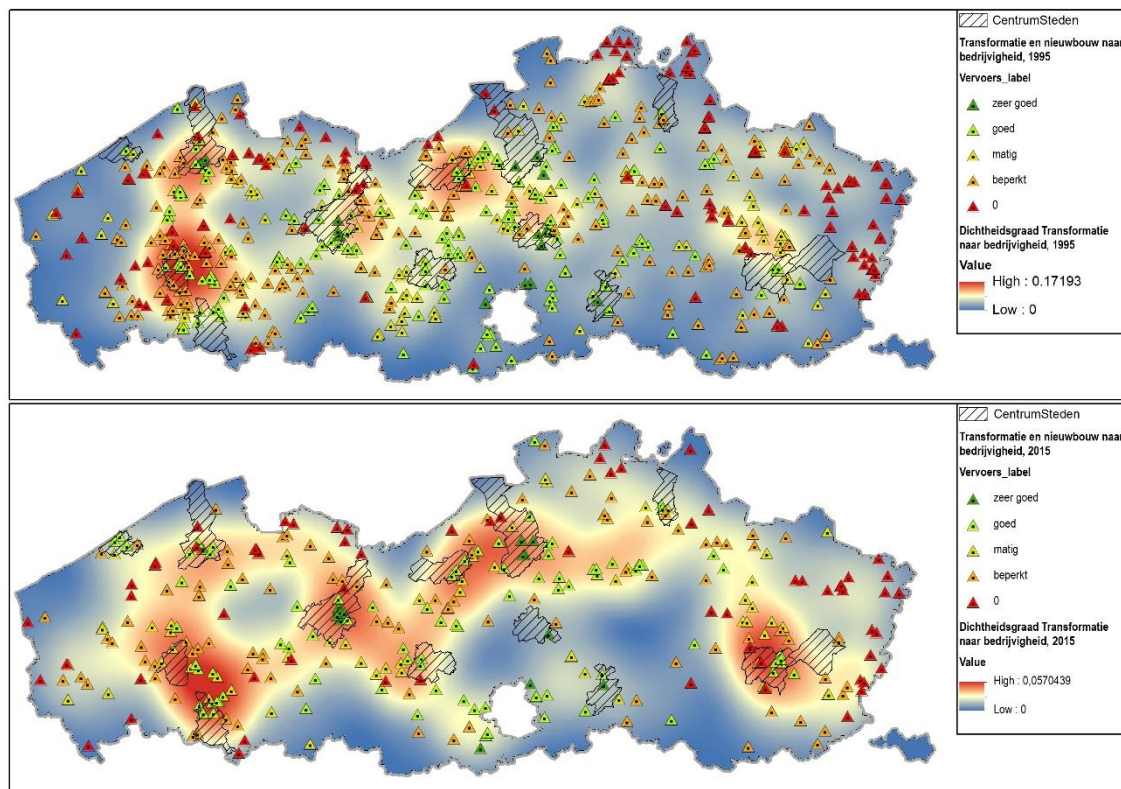 CentrumSteden
Transformatie en nieuwbouw naar
bedrijvigheid, 1995
Vervoers_label
zeer goed
goed
matig
beperkt
0
Dichtheidsgraad Transformatie
naar bedrijvigheid, 1995
Value
High : 0.17193
Low : 0
CentrumSteden
Transformatie en nieuwbouw naar
bedrijvigheid, 2015
Vervoers_label
zeer goed
goed
matig
beperkt
0
Dichtheidsgraad Transformatie
naar bedrijvigheid, 2015
Value
High : 0,0570439
Low : 0